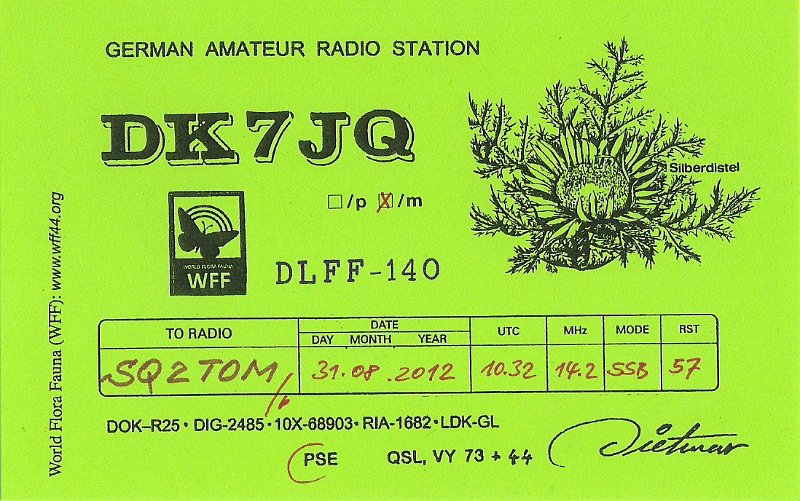 GERMAN AMATEUR RADIO STATION
DK7JQ
Silberdistel
□/p ☒/m
WORLD FLORA FAUNA
WFF
DLFF-140
World Flora Fauna (WFF): www.wff44.org
TO RADIO DATE UTC MHz MODE RST
DAY MONTH YEAR
SQ2TOM/p 31.08.2012 10.32 14.2 SSB 57
DOK–R25 · DIG-2485 · 10X-68903 · RIA-1682 · LDK-GL
PSE QSL, VY 73 + 44 Dietmar